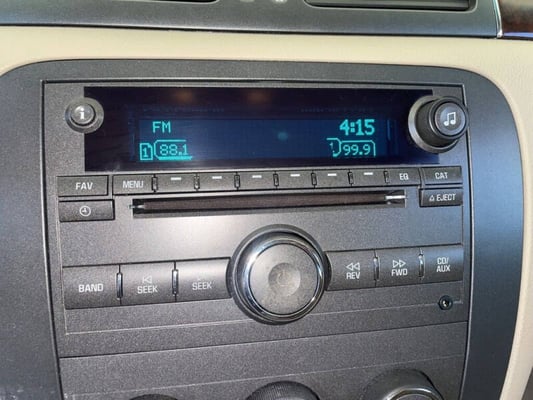 i
FM
4:15
1 88.1
1 99.9
FAV
MENU
EQ
CAT
EJECT
BAND
SEEK
SEEK
REV
FWD
CD/
AUX